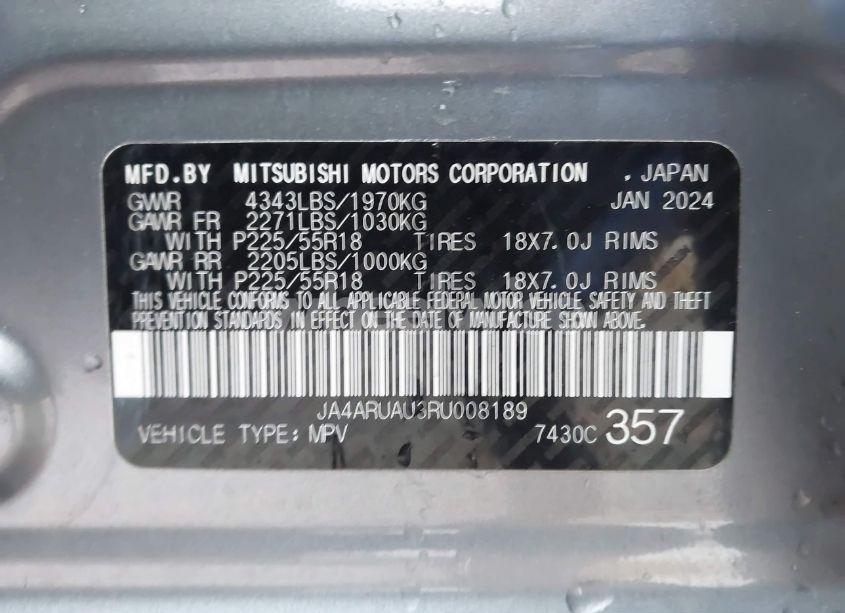 MFD.BY MITSUBISHI MOTORS CORPORATION , JAPAN
GVWR 4343LBS/1970KG JAN 2024
GAWR FR 2271LBS/1030KG
WITH P225/55R18 TIRES 18X7.0J RIMS
GAWR RR 2205LBS/1000KG
WITH P225/55R18 TIRES 18X7.0J RIMS
THIS VEHICLE CONFORMS TO ALL APPLICABLE FEDERAL MOTOR VEHICLE SAFETY AND THEFT
PREVENTION STANDARDS IN EFFECT ON THE DATE OF MANUFACTURE SHOWN ABOVE.
JA4ARUAU3RU008189
VEHICLE TYPE: MPV 7430C 357